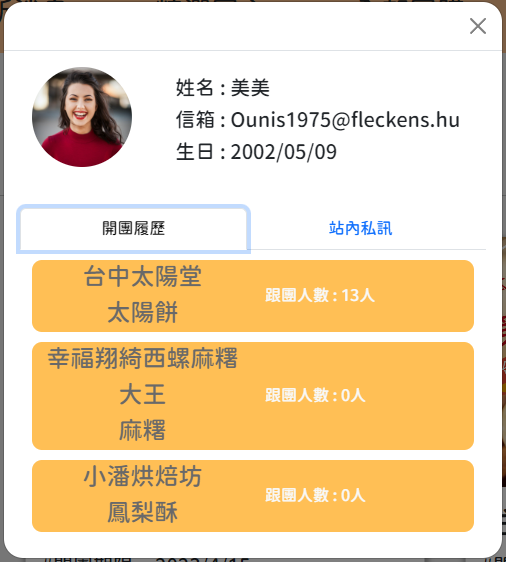 姓名 : 美美
信箱 : Ounis1975@fleckens.hu
生日 : 2002/05/09
開團履歷
站內私訊
台中太陽堂
太陽餅
跟團人數 : 13人
幸福翔綺西螺麻糬
大王
麻糬
跟團人數 : 0人
小潘烘焙坊
鳳梨酥
跟團人數 : 0人